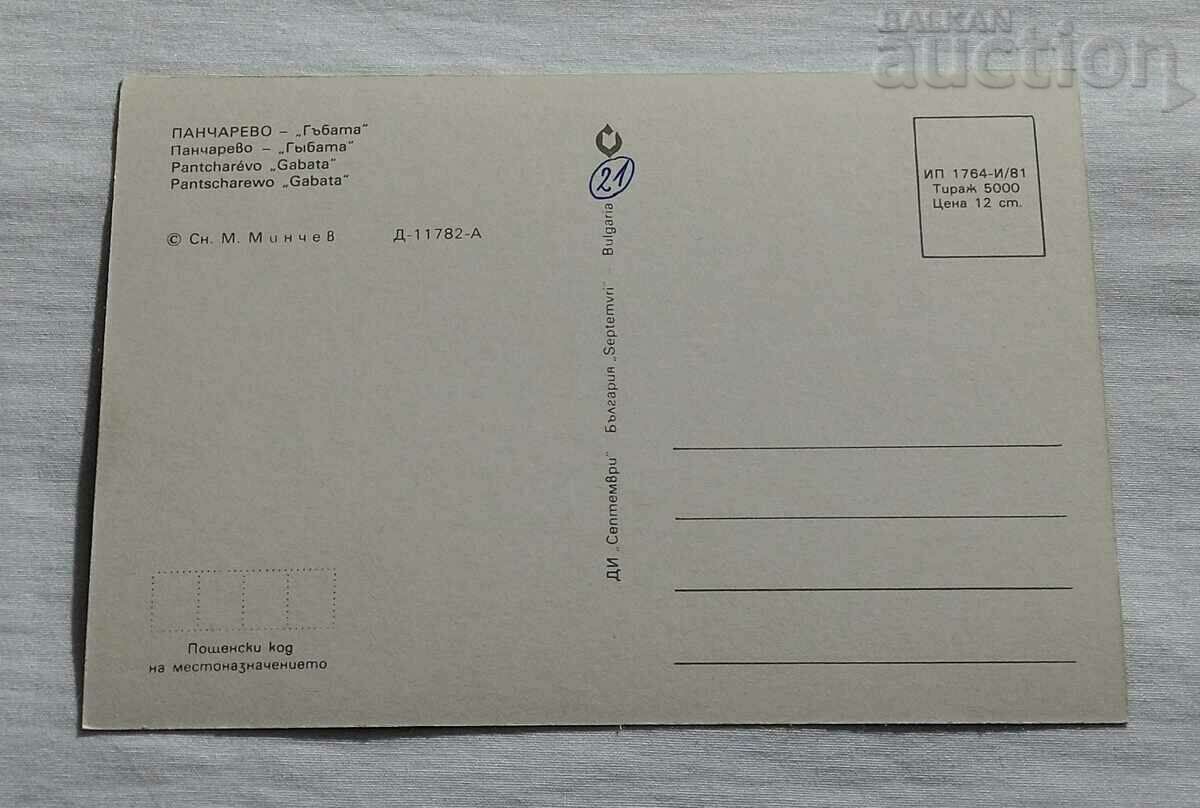 BALKAN
auction
ПАНЧАРЕВО – „Гъбата"
Панчарево – „Гыбата"
Pantcharévo „Gabata"
Pantscharewo „Gabata"
© Сн. М. Минчев Д-11782-А
21
ДИ „Септември" България „Septemvri" – Bulgaria
ИП 1764-И/81
Тираж 5000
Цена 12 ст.
Пощенски код
на местоназначението